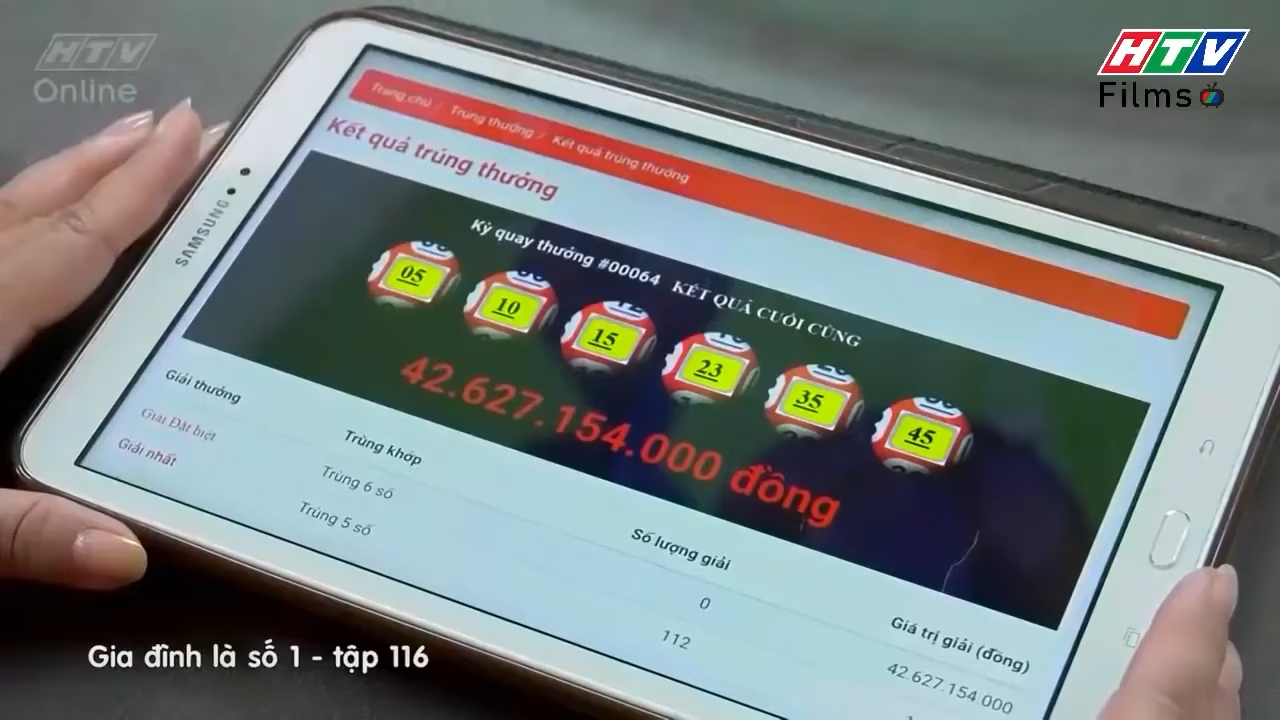 HTV
Online
HTV
Films
SAMSUNG
Trang chủ / Trúng thưởng / Kết quả trúng thưởng
Kết quả trúng thưởng
Kỳ quay thưởng #00064 KẾT QUẢ CUỐI CÙNG
05 10 15 23 35 45
42.627.154.000 đồng
Giải thưởng Trùng khớp Số lượng giải Giá trị giải (đồng)
Giải Đặt biệt Trùng 6 số 0 42.627.154 000
Giải nhất Trùng 5 số 112
Gia đình là số 1 - tập 116